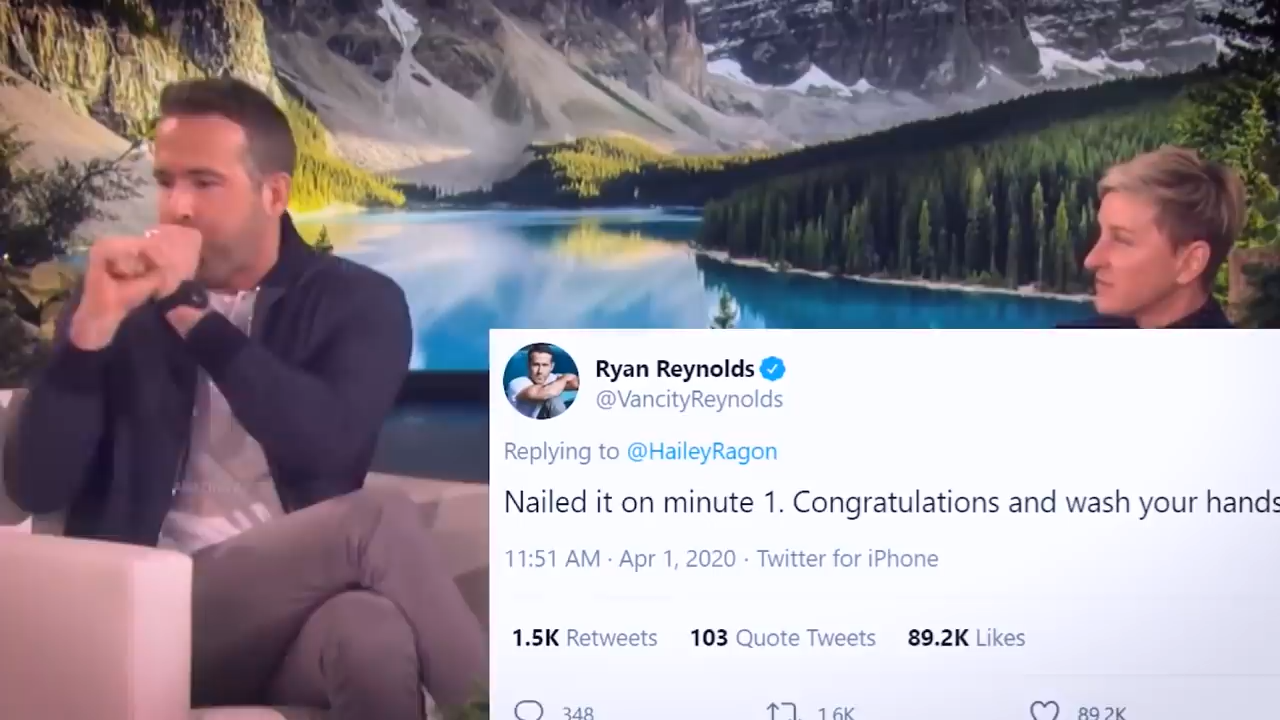 Ryan Reynolds
@VancityReynolds
Replying to @HaileyRagon
Nailed it on minute 1. Congratulations and wash your hands
11:51 AM · Apr 1, 2020 · Twitter for iPhone
1.5K Retweets 103 Quote Tweets 89.2K Likes
348 1.6K 89.2K